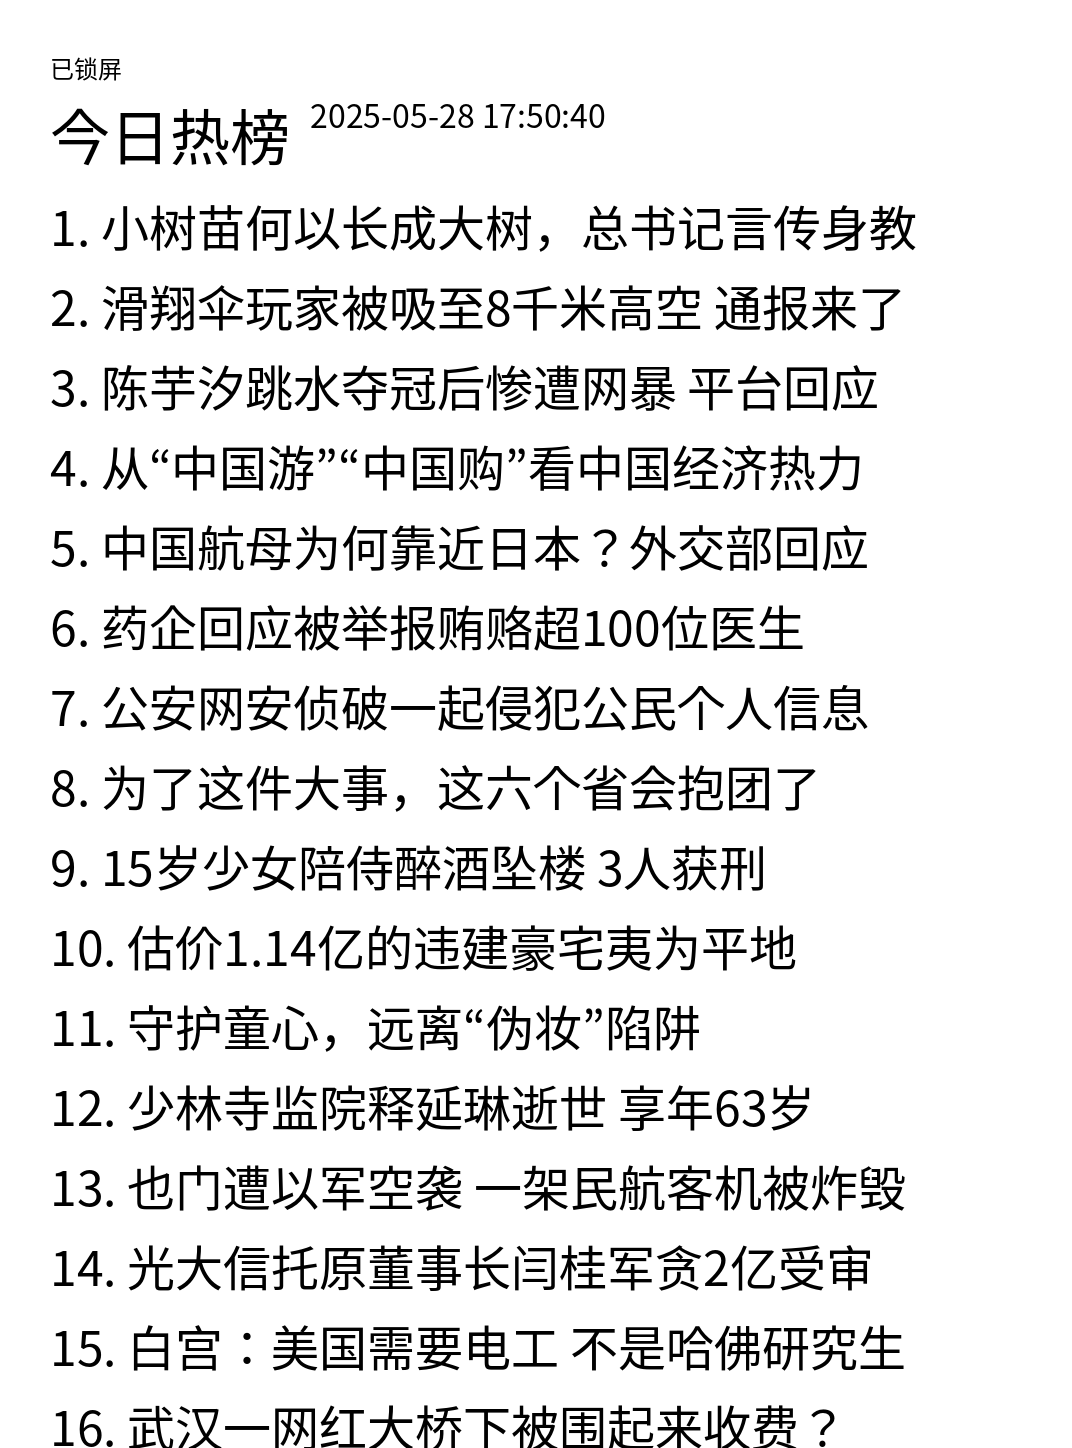 已锁屏
今日热榜 2025-05-28 17:50:40
1. 小树苗何以长成大树，总书记言传身教
2. 滑翔伞玩家被吸至8千米高空 通报来了
3. 陈芋汐跳水夺冠后惨遭网暴 平台回应
4. 从“中国游”“中国购”看中国经济热力
5. 中国航母为何靠近日本？外交部回应
6. 药企回应被举报贿赂超100位医生
7. 公安网安侦破一起侵犯公民个人信息
8. 为了这件大事，这六个省会抱团了
9. 15岁少女陪侍醉酒坠楼 3人获刑
10. 估价1.14亿的违建豪宅夷为平地
11. 守护童心，远离“伪妆”陷阱
12. 少林寺监院释延琳逝世 享年63岁
13. 也门遭以军空袭 一架民航客机被炸毁
14. 光大信托原董事长闫桂军贪2亿受审
15. 白宫：美国需要电工 不是哈佛研究生
16. 武汉一网红大桥下被围起来收费？